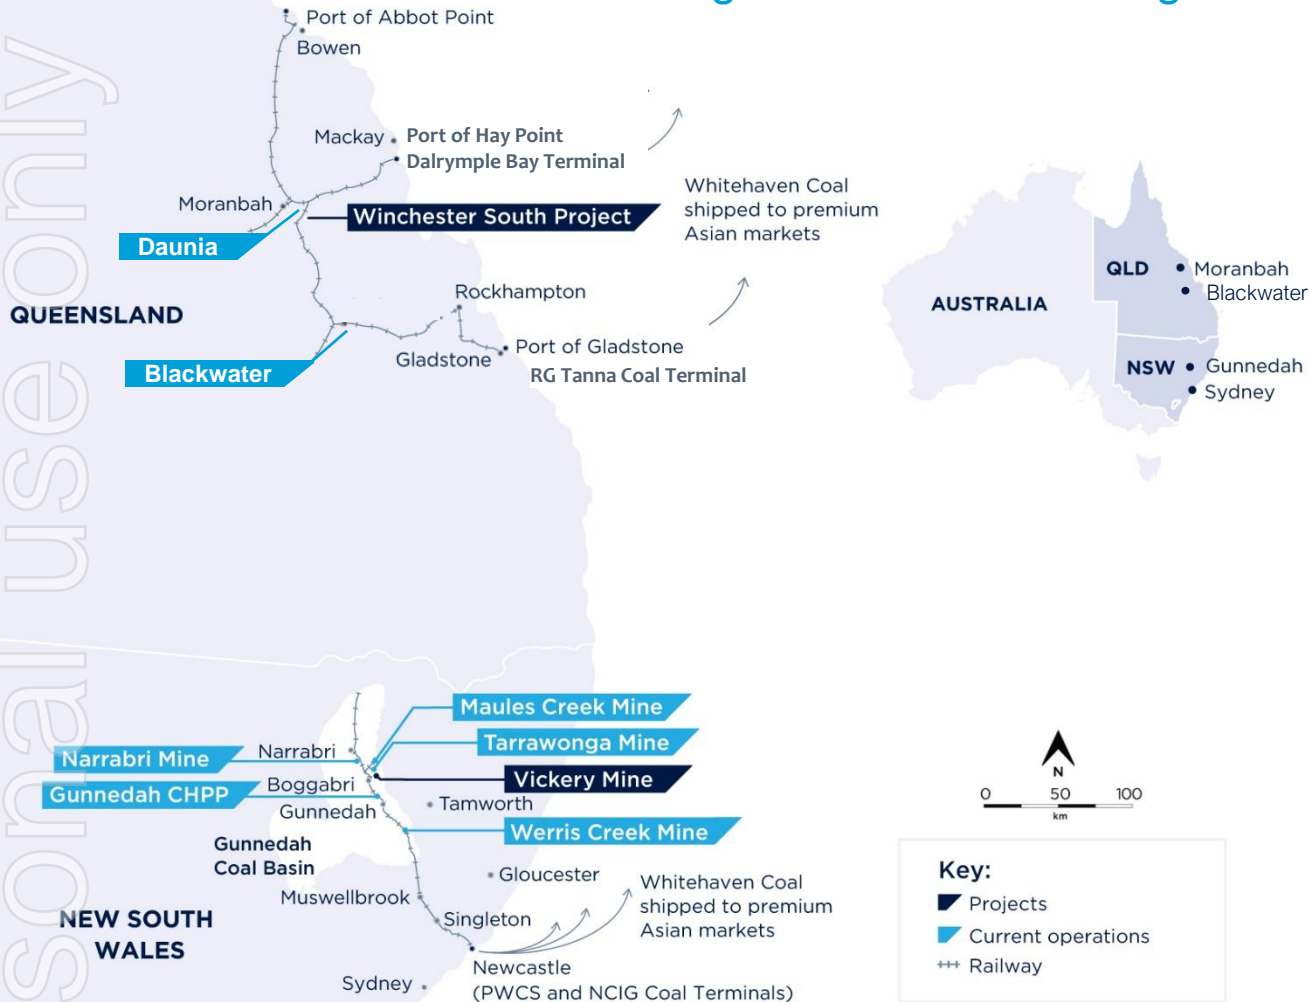 Port of Abbot Point
Bowen
Mackay
Port of Hay Point
Dalrymple Bay Terminal
Moranbah
Winchester South Project
Daunia
Whitehaven Coal
shipped to premium
Asian markets
QUEENSLAND
Rockhampton
Gladstone
Port of Gladstone
RG Tanna Coal Terminal
Blackwater
AUSTRALIA
QLD
Moranbah
Blackwater
NSW
Gunnedah
Sydney
Maules Creek Mine
Tarrawonga Mine
Narrabri Mine
Narrabri
Vickery Mine
Gunnedah CHPP
Boggabri
Gunnedah
Tamworth
Werris Creek Mine
Gunnedah
Coal Basin
Gloucester
Muswellbrook
Singleton
Whitehaven Coal
shipped to premium
Asian markets
NEW SOUTH
WALES
Newcastle
(PWCS and NCIG Coal Terminals)
Sydney
N
0 50 100
km
Key:
Projects
Current operations
Railway
sonal use only